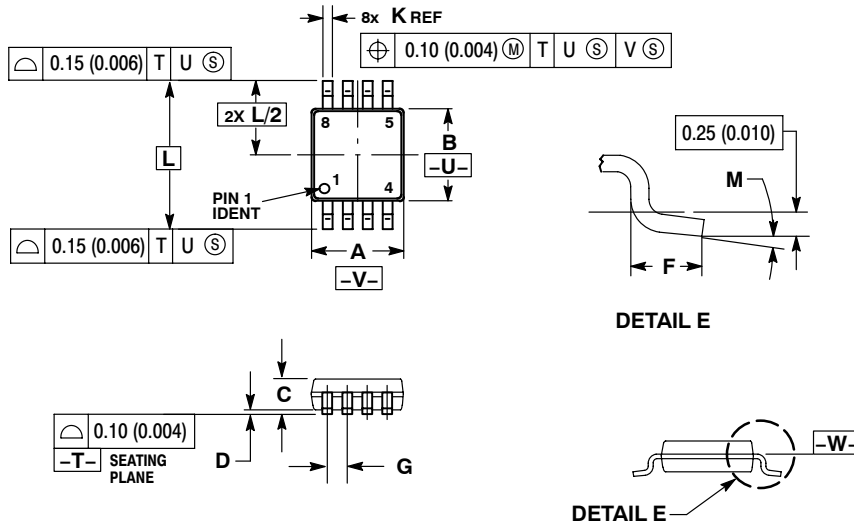 8x K REF
⌖ 0.10 (0.004) Ⓜ T U Ⓢ V Ⓢ
⌓ 0.15 (0.006) T U Ⓢ
2X L/2
8 5
B
-U-
L
0.25 (0.010)
M
PIN 1
IDENT
1
4
⌓ 0.15 (0.006) T U Ⓢ
A
-V-
F
DETAIL E
C
⌓ 0.10 (0.004)
-T- SEATING
PLANE
D
G
-W-
DETAIL E